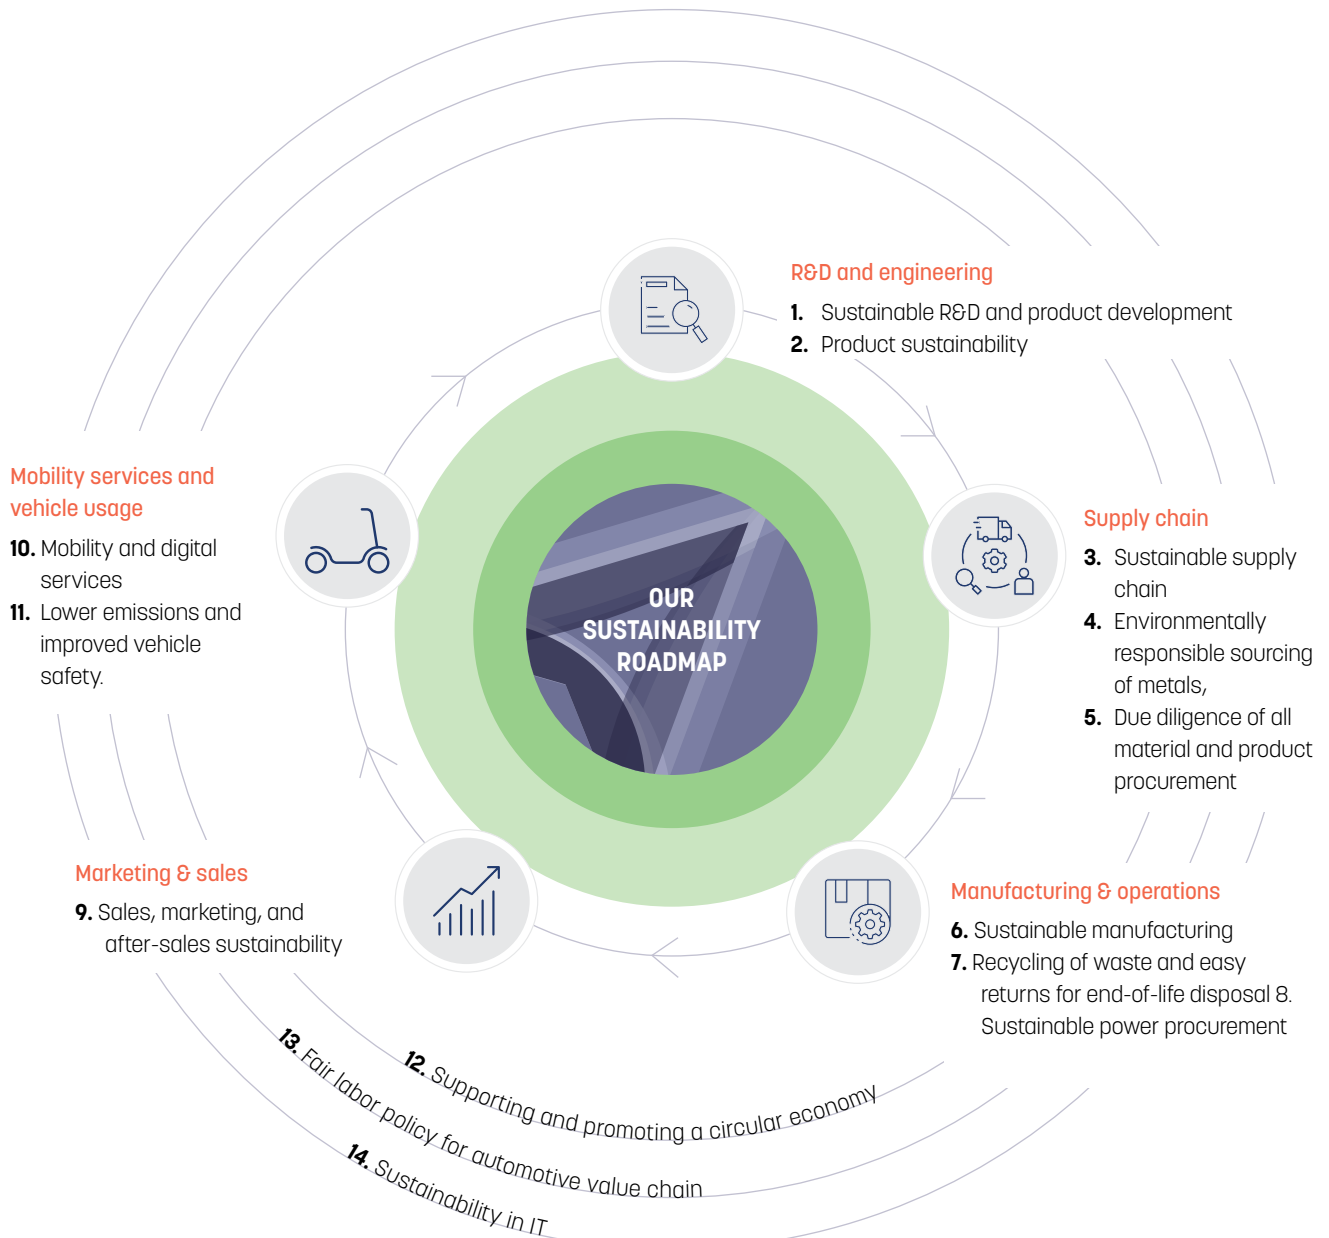 OUR
SUSTAINABILITY
ROADMAP
R&D and engineering
1. Sustainable R&D and product development
2. Product sustainability
Supply chain
3. Sustainable supply
chain
4. Environmentally
responsible sourcing
of metals,
5. Due diligence of all
material and product
procurement
Manufacturing & operations
6. Sustainable manufacturing
7. Recycling of waste and easy
returns for end-of-life disposal 8.
Sustainable power procurement
Marketing & sales
9. Sales, marketing, and
after-sales sustainability
Mobility services and
vehicle usage
10. Mobility and digital
services
11. Lower emissions and
improved vehicle
safety.
12. Supporting and promoting a circular economy
13. Fair labor policy for automotive value chain
14. Sustainability in IT